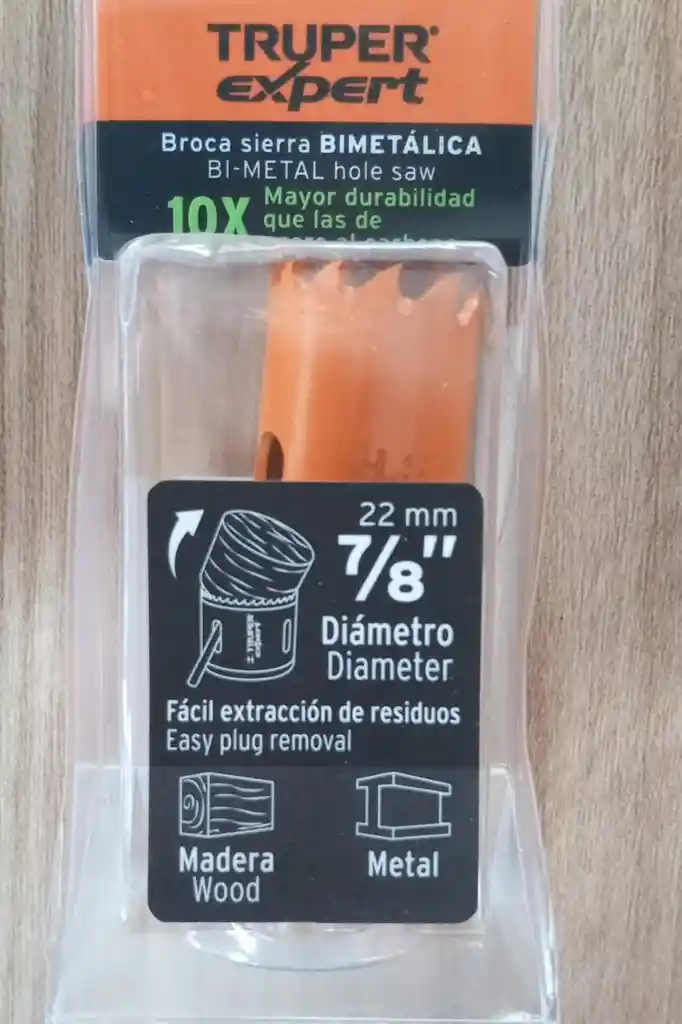 TRUPER
expert
Broca sierra BIMETÁLICA
BI-METAL hole saw
10X
Mayor durabilidad
que las de
22 mm
7/8"
Diámetro
Diameter
Fácil extracción de residuos
Easy plug removal
Madera
Wood
Metal